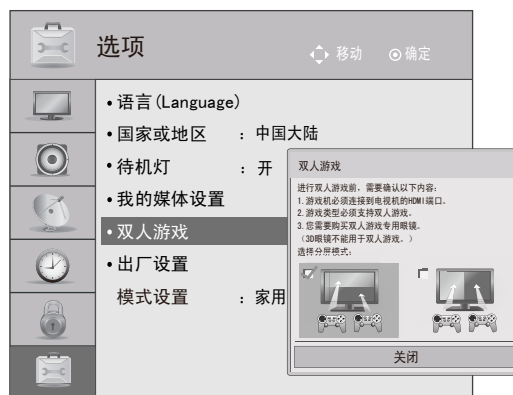 选项
移动 确定
•语言(Language)
•国家或地区 ：中国大陆
•待机灯 ：开
•我的媒体设置
•双人游戏
•出厂设置
模式设置 ：家用
双人游戏
进行双人游戏前，需要确认以下内容：
1.游戏机必须连接到电视机的HDMI端口。
2.游戏类型必须支持双人游戏。
3.您需要购买双人游戏专用眼镜。
（3D眼镜不能用于双人游戏。）
选择分屏模式：
关闭